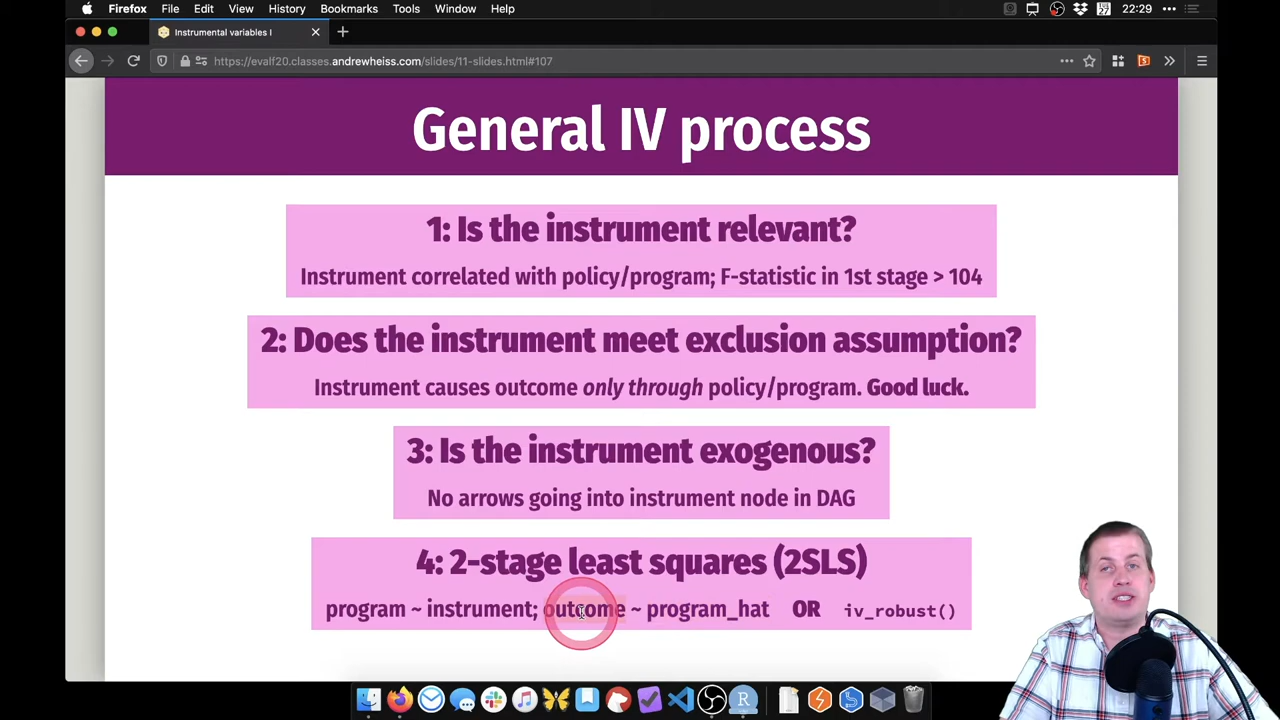 Firefox File Edit View History Bookmarks Tools Window Help 22:29
Instrumental variables I
https://evalf20.classes.andrewheiss.com/slides/11-slides.html#107
General IV process
1: Is the instrument relevant?
Instrument correlated with policy/program; F-statistic in 1st stage > 104
2: Does the instrument meet exclusion assumption?
Instrument causes outcome only through policy/program. Good luck.
3: Is the instrument exogenous?
No arrows going into instrument node in DAG
4: 2-stage least squares (2SLS)
program ~ instrument; outcome ~ program_hat OR iv_robust()
R